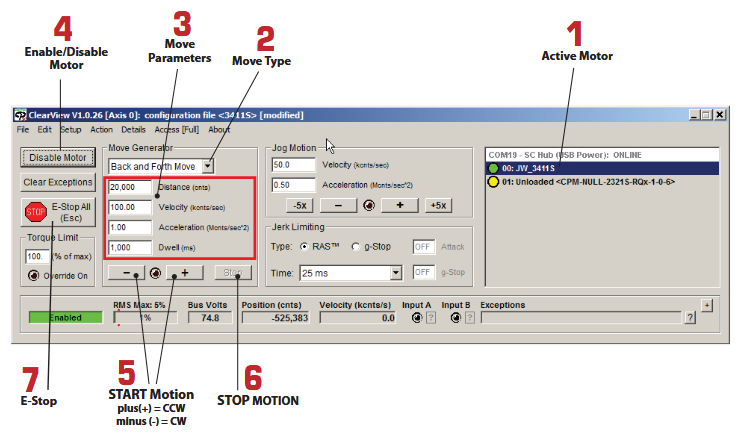 4
Enable/Disable
Motor
3
Move
Parameters
2
Move Type
1
Active Motor
ClearView V1.0.26 [Axis 0]: configuration file <3411S> [modified]
File Edit Setup Action Details Access [Full] About
Disable Motor
Clear Exceptions
STOP
E-Stop All
(Esc)
Torque Limit
100. (% of max)
Override On
Move Generator
Back and Forth Move
20,000 Distance (cnts)
100.00 Velocity (kcnts/sec)
1.00 Acceleration (Mcnts/sec^2)
1,000 Dwell (ms)
− + Stop
Jog Motion
50.0 Velocity (kcnts/sec)
0.50 Acceleration (Mcnts/sec^2)
-5x − + +5x
Jerk Limiting
Type: RAS™ g-Stop OFF Attack
Time: 25 ms OFF g-Stop
COM19 - SC Hub (USB Power): ONLINE
00: JW_3411S
01: Unloaded <CPM-NULL-2321S-RQx-1-0-6>
RMS Max: 5% Bus Volts Position (cnts) Velocity (kcnts/s) Input A Input B Exceptions +
Enabled 1% 74.8 -525,383 0.0 ? ? ?
7
E-Stop
5
START Motion
plus(+) = CCW
minus (-) = CW
6
STOP MOTION